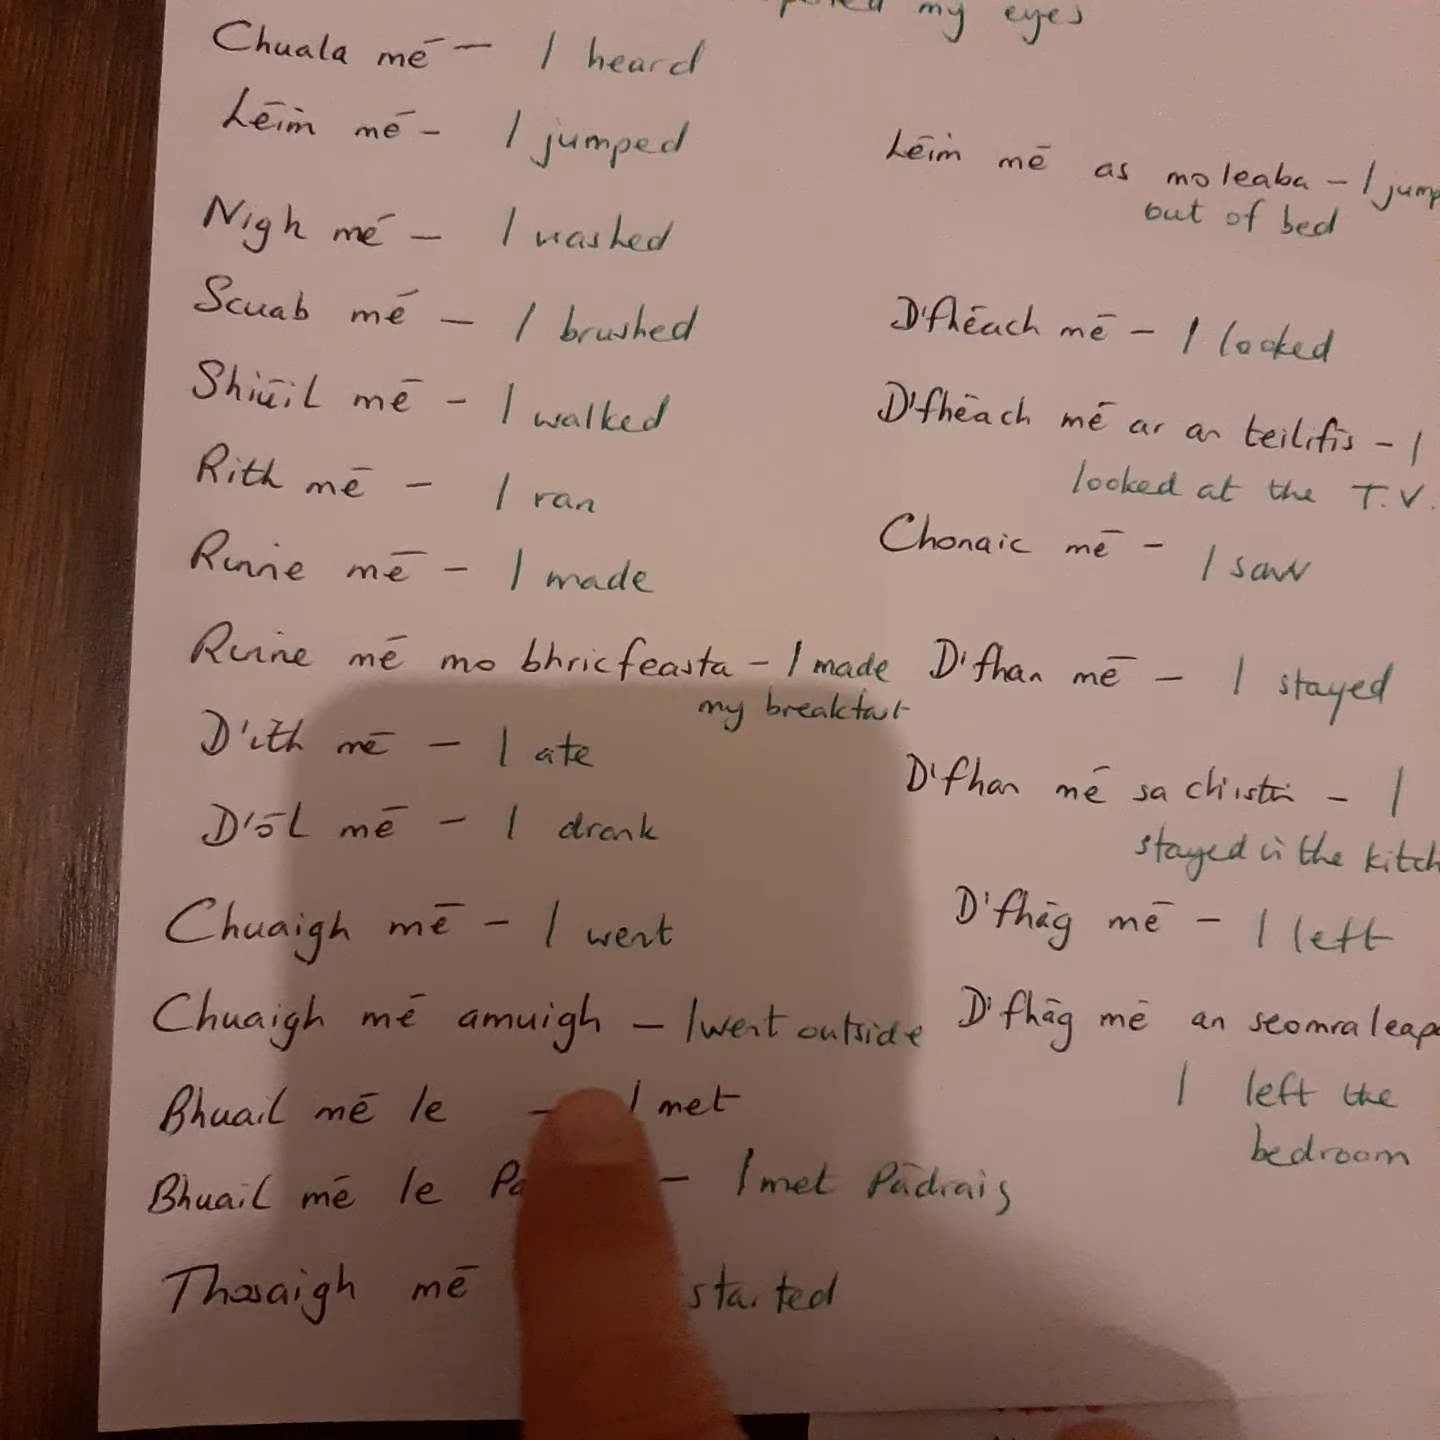 my eyes
Chuala mé — I heard
Léim mé - I jumped
Nigh mé - I washed
Scuab mé - I brushed
Shiúil mé - I walked
Rith mé - I ran
Rinne mé - I made
Rinne mé mo bhricfeasta - I made
my breakfast
D'ith mé - I ate
D'ól mé - I drank
Chuaigh mé - I went
Chuaigh mé amuigh - I went outside
Bhuail mé le - I met
Bhuail mé le - I met Pádraig
Thosaigh mé started
Léim mé as mo leaba - I
out of bed
D'fhéach mé - I looked
D'fhéach mé ar an teilifís - I
looked at the T.V.
Chonaic mé - I saw
D'fhan mé - I stayed
D'fhan mé sa chistin - I
stayed in the
D'fhág mé - I left
D'fhág mé an seomra
I left the
bedroom